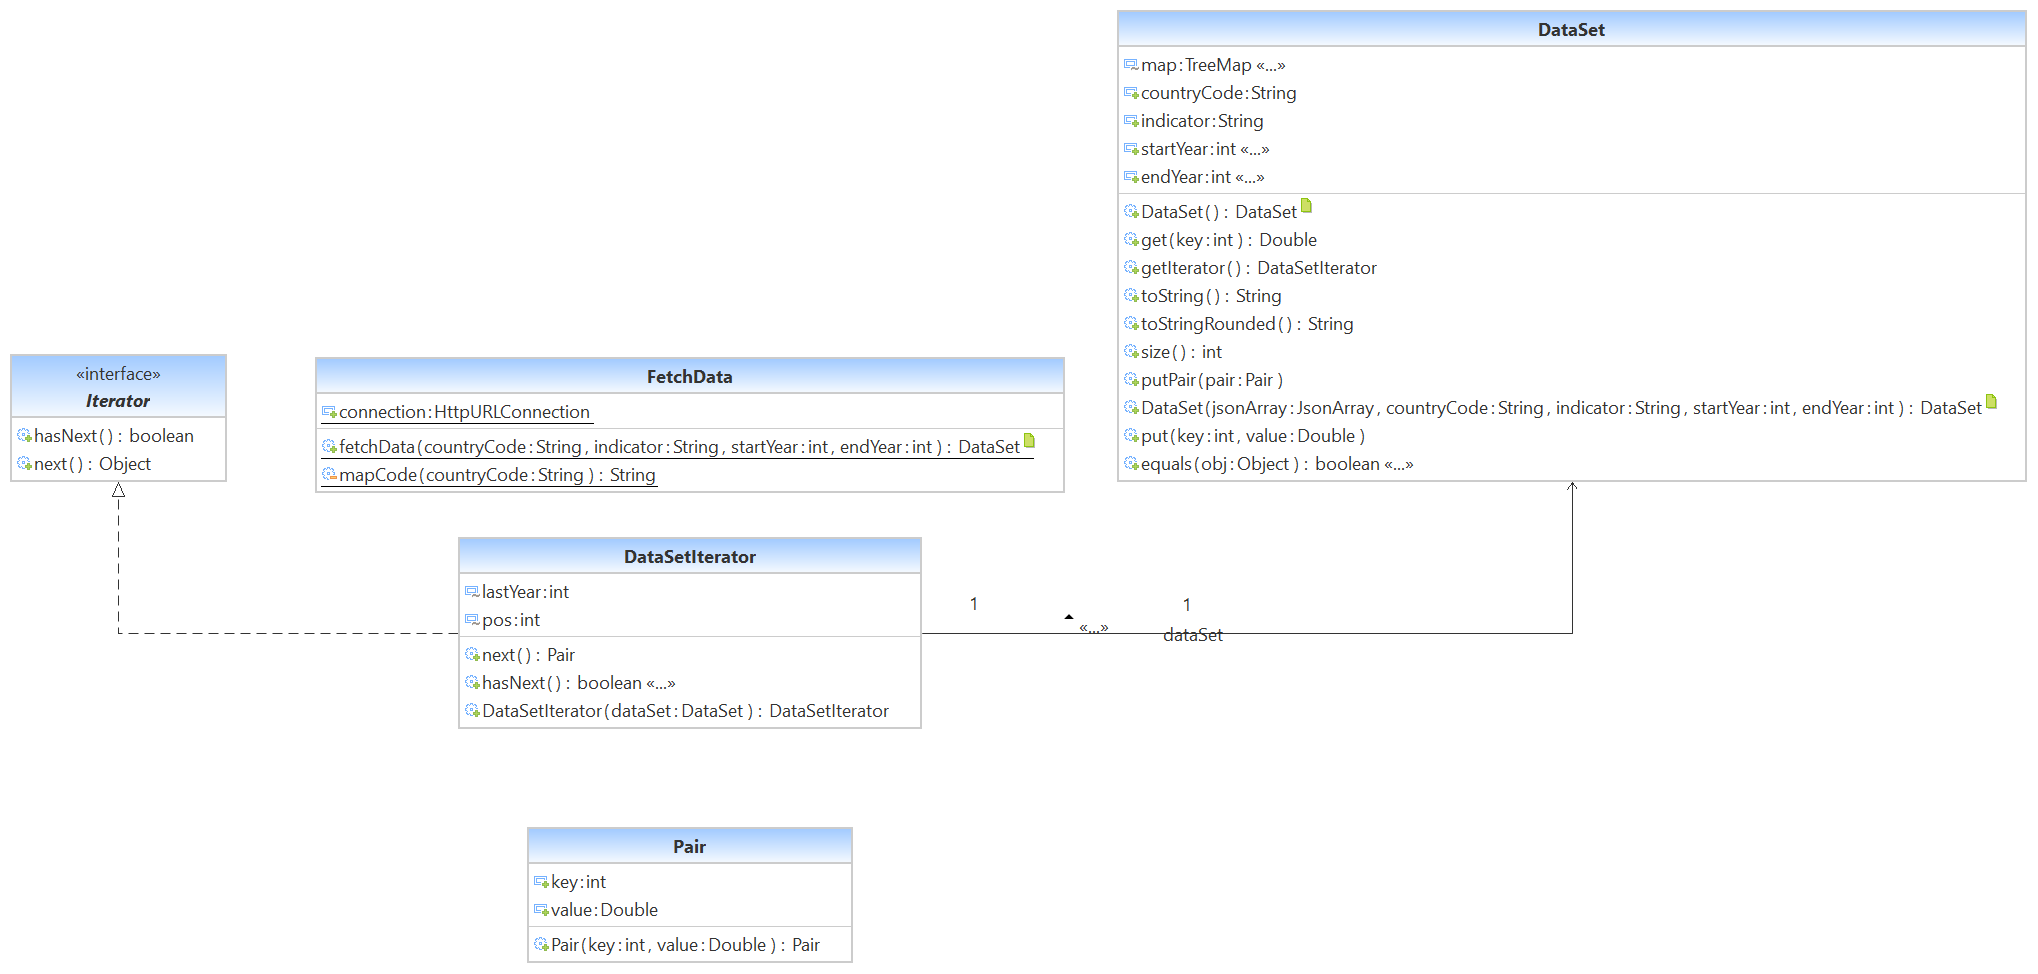 DataSet
map:TreeMap «...»
countryCode:String
indicator:String
startYear:int «...»
endYear:int «...»
DataSet() : DataSet
get(key:int) : Double
getIterator() : DataSetIterator
toString() : String
toStringRounded() : String
size() : int
putPair(pair:Pair)
DataSet(jsonArray:JsonArray, countryCode:String, indicator:String, startYear:int, endYear:int) : DataSet
put(key:int, value:Double)
equals(obj:Object) : boolean «...»
«interface»
Iterator
hasNext() : boolean
next() : Object
FetchData
connection:HttpURLConnection
fetchData(countryCode:String, indicator:String, startYear:int, endYear:int) : DataSet
mapCode(countryCode:String) : String
DataSetIterator
lastYear:int
pos:int
next() : Pair
hasNext() : boolean «...»
DataSetIterator(dataSet:DataSet) : DataSetIterator
1
«...»
1
dataSet
Pair
key:int
value:Double
Pair(key:int, value:Double) : Pair